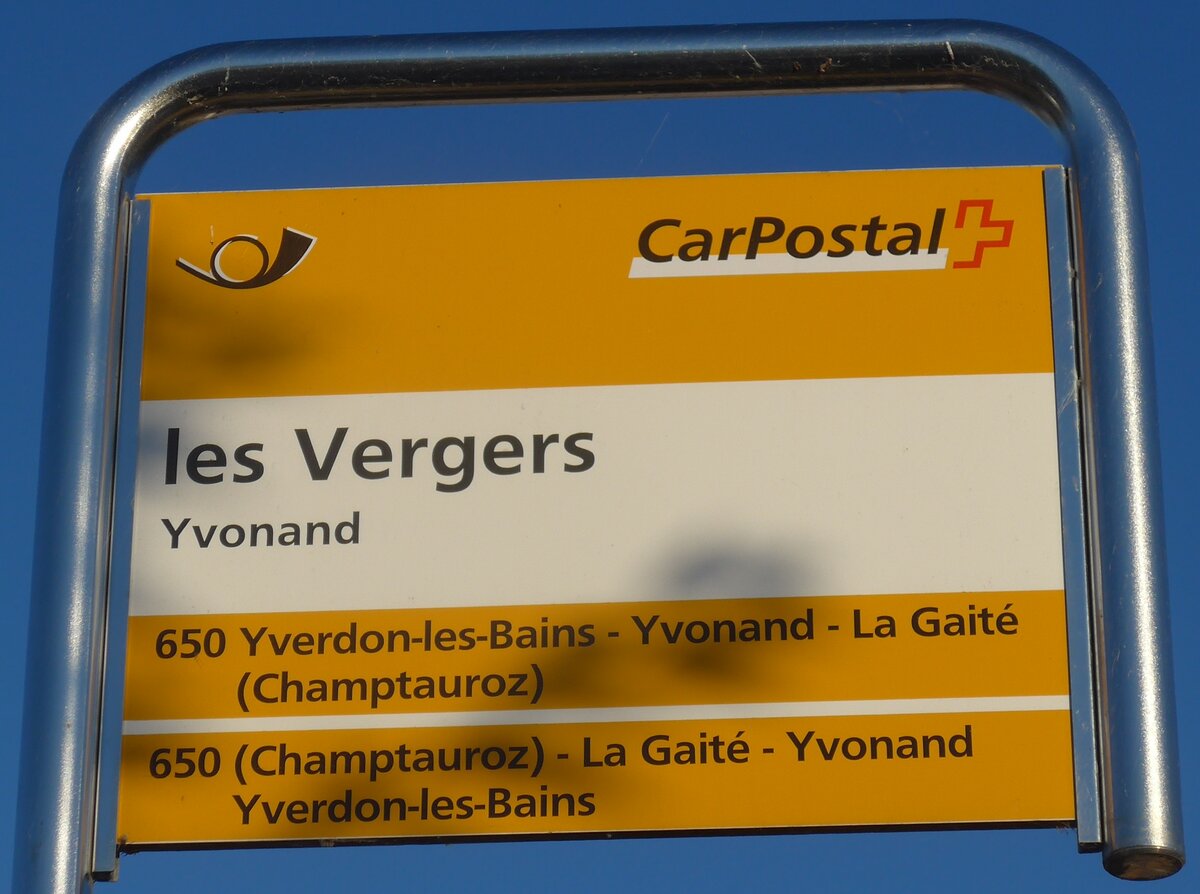 CarPostal
les Vergers
Yvonand
650 Yverdon-les-Bains - Yvonand - La Gaité
(Champtauroz)
650 (Champtauroz) - La Gaité - Yvonand
Yverdon-les-Bains